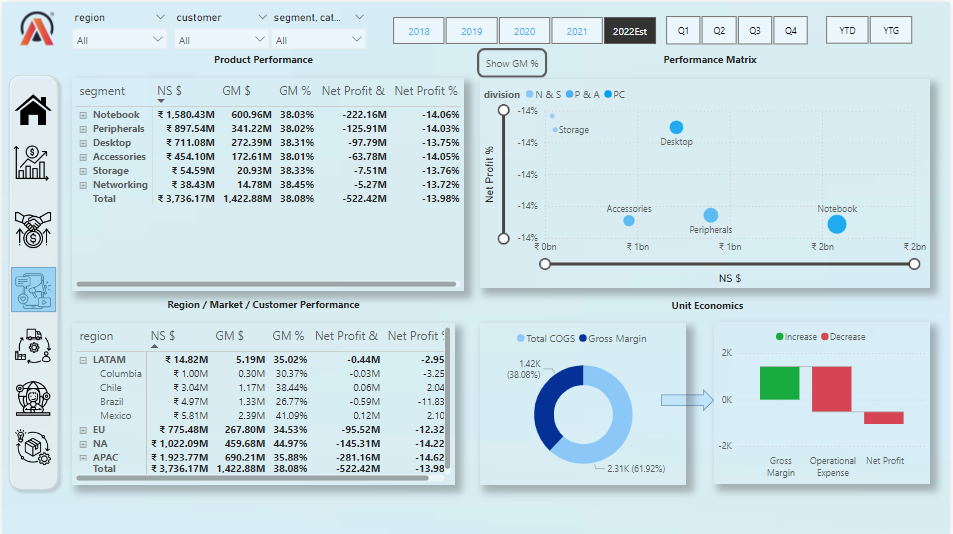 region customer segment, cat...
All All All
2018 2019 2020 2021 2022Est Q1 Q2 Q3 Q4 YTD YTG
Product Performance
segment NS $ GM $ GM % Net Profit & Net Profit %
Notebook ₹ 1,580.43M 600.96M 38.03% -222.16M -14.06%
Peripherals ₹ 897.54M 341.22M 38.02% -125.91M -14.03%
Desktop ₹ 711.08M 272.39M 38.31% -97.79M -13.75%
Accessories ₹ 454.10M 172.61M 38.01% -63.78M -14.05%
Storage ₹ 54.59M 20.93M 38.33% -7.51M -13.76%
Networking ₹ 38.43M 14.78M 38.45% -5.27M -13.72%
Total ₹ 3,736.17M 1,422.88M 38.08% -522.42M -13.98%
Show GM %
Performance Matrix
division N & S P & A PC
Net Profit %
-14%
-14%
-14%
-14%
-14%
Storage
Desktop
Accessories
Peripherals
Notebook
₹ 0bn ₹ 1bn ₹ 1bn ₹ 2bn ₹ 2bn
NS $
Region / Market / Customer Performance
region NS $ GM $ GM % Net Profit & Net Profit %
LATAM ₹ 14.82M 5.19M 35.02% -0.44M -2.95
Columbia ₹ 1.00M 0.30M 30.37% -0.03M -3.25
Chile ₹ 3.04M 1.17M 38.44% 0.06M 2.04
Brazil ₹ 4.97M 1.33M 26.77% -0.59M -11.83
Mexico ₹ 5.81M 2.39M 41.09% 0.12M 2.10
EU ₹ 775.48M 267.80M 34.53% -95.52M -12.32
NA ₹ 1,022.09M 459.68M 44.97% -145.31M -14.22
APAC ₹ 1,923.77M 690.21M 35.88% -281.16M -14.62
Total ₹ 3,736.17M 1,422.88M 38.08% -522.42M -13.98
Unit Economics
Total COGS Gross Margin
1.42K
(38.08%)
2.31K (61.92%)
Increase Decrease
2K
0K
-2K
Gross
Margin
Operational
Expense
Net Profit